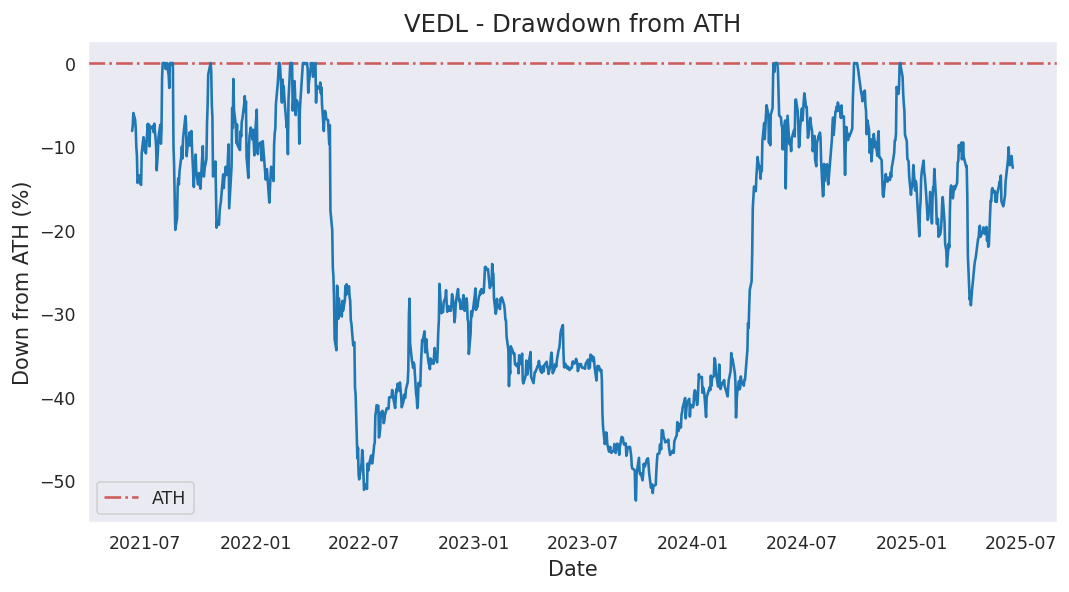 VEDL - Drawdown from ATH
Down from ATH (%)
0
−10
−20
−30
−40
−50
ATH
2021-07 2022-01 2022-07 2023-01 2023-07 2024-01 2024-07 2025-01 2025-07
Date